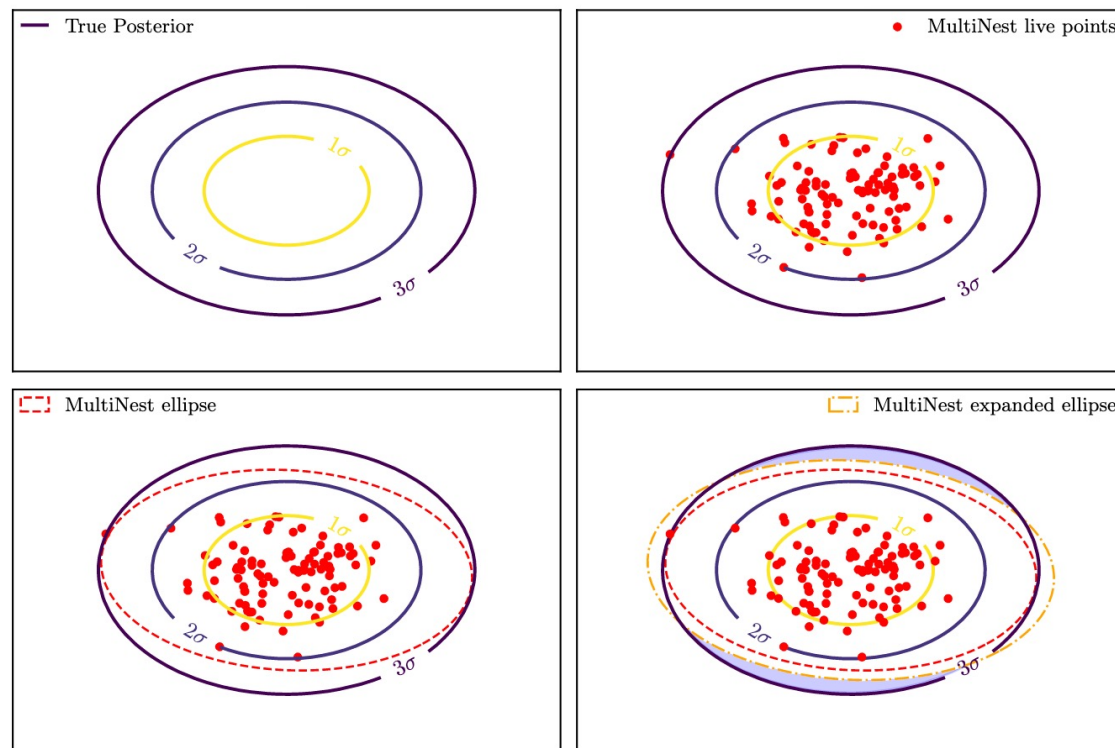 True Posterior
1σ
2σ
3σ
MultiNest live points
1σ
2σ
3σ
MultiNest ellipse
1σ
2σ
3σ
MultiNest expanded ellipse
1σ
2σ
3σ